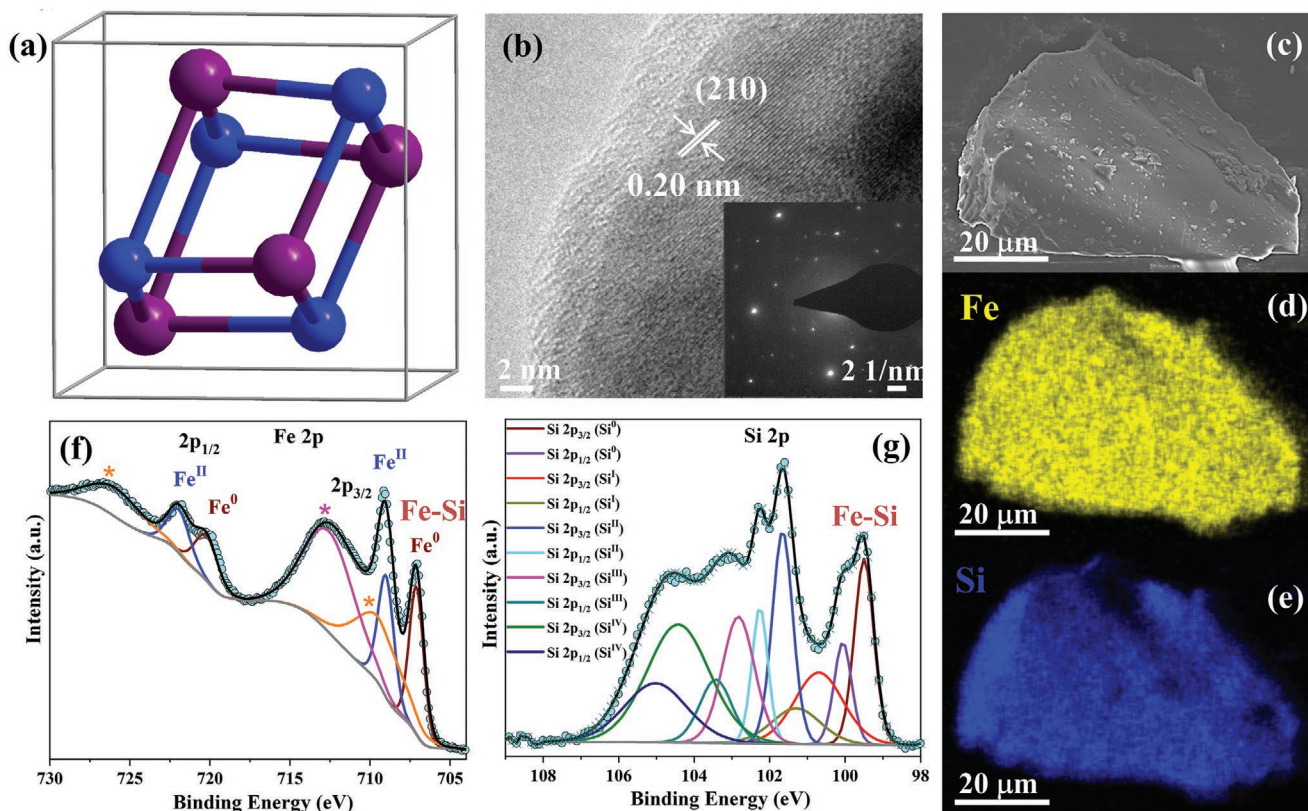 (a)
(b)
(210)
0.20 nm
2 nm
2 1/nm
(c)
20 μm
Fe
(d)
20 μm
Si
(e)
20 μm
(f)
2p1/2
Fe 2p
*
FeII
Fe0
*
2p3/2
FeII
Fe-Si
Fe0
*
Intensity (a.u.)
730 725 720 715 710 705
Binding Energy (eV)
(g)
Si 2p
Si 2p3/2 (Si0)
Si 2p1/2 (Si0)
Si 2p3/2 (SiI)
Si 2p1/2 (SiI)
Si 2p3/2 (SiII)
Si 2p1/2 (SiII)
Si 2p3/2 (SiIII)
Si 2p1/2 (SiIII)
Si 2p3/2 (SiIV)
Si 2p1/2 (SiIV)
Fe-Si
Intensity (a.u.)
108 106 104 102 100 98
Binding Energy (eV)